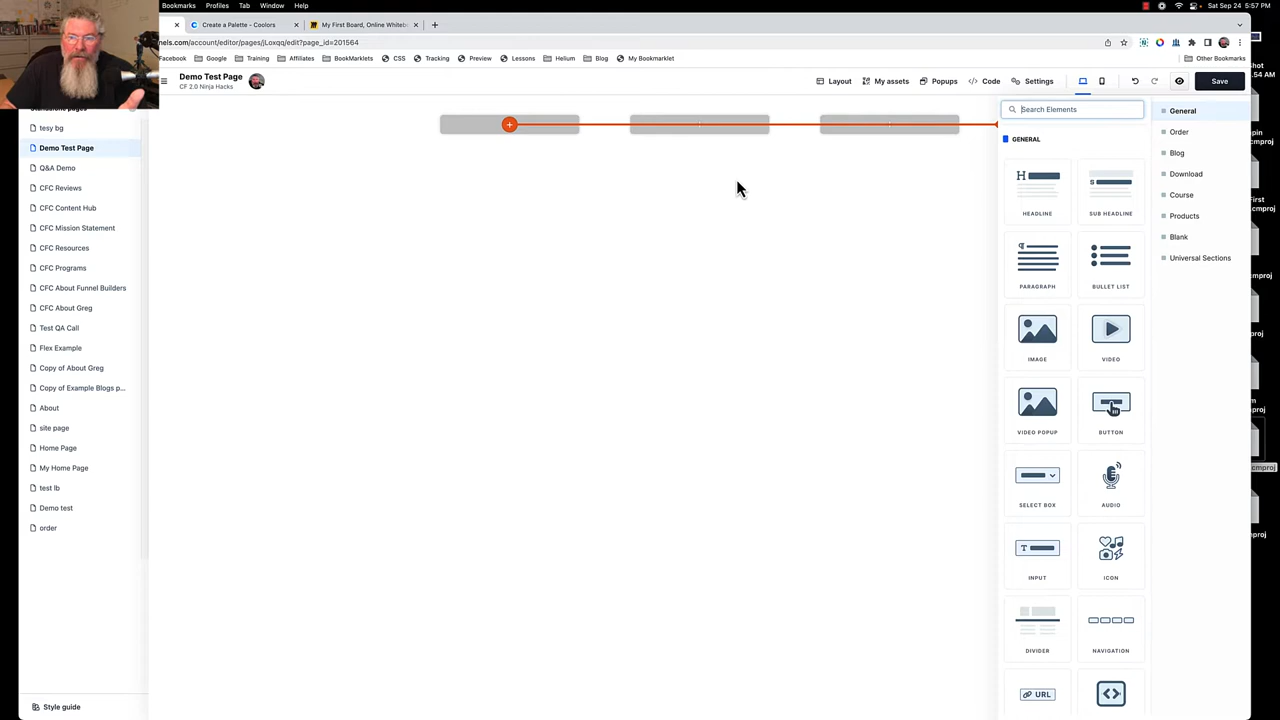 Bookmarks Profiles Tab Window Help
Sat Sep 24 5:57 PM
Create a Palette - Coolors
My First Board, Online Whiteb
nels.com/account/editor/pages/jLoxqq/edit?page_id=201564
Facebook Google Training Affiliates BookMarklets CSS Tracking Preview Lessons Helium Blog My Bookmarklet Other Bookmarks
Demo Test Page
CF 2.0 Ninja Hacks
Layout My assets Popups Code Settings Save
tesy bg
Demo Test Page
Q&A Demo
CFC Reviews
CFC Content Hub
CFC Mission Statement
CFC Resources
CFC Programs
CFC About Funnel Builders
CFC About Greg
Test QA Call
Flex Example
Copy of About Greg
Copy of Example Blogs p...
About
site page
Home Page
My Home Page
test lb
Demo test
order
Style guide
Search Elements
GENERAL
HEADLINE SUB HEADLINE
PARAGRAPH BULLET LIST
IMAGE VIDEO
VIDEO POPUP BUTTON
SELECT BOX AUDIO
INPUT ICON
DIVIDER NAVIGATION
URL
General
Order
Blog
Download
Course
Products
Blank
Universal Sections
Shot
cmproj
First
cmproj